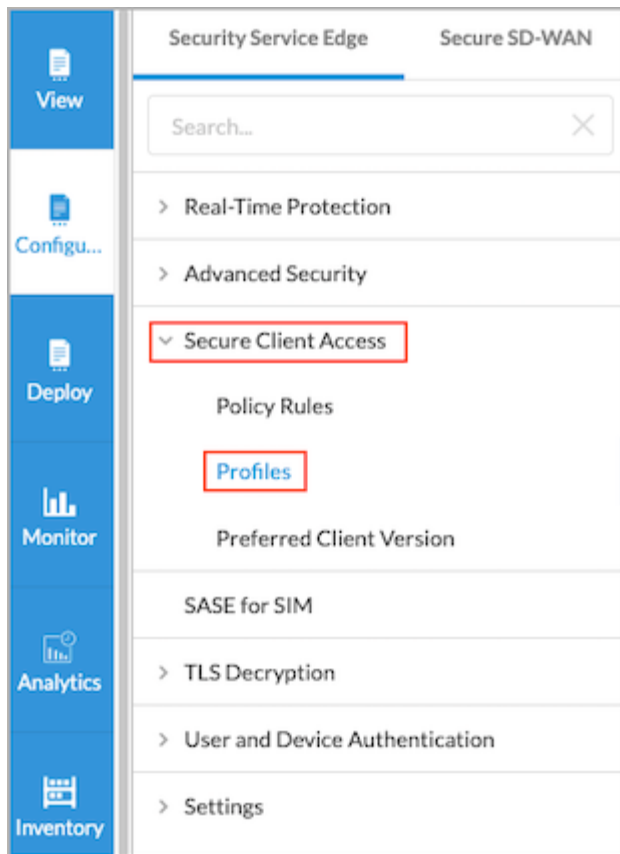 View
Configu...
Deploy
Monitor
Analytics
Inventory
Security Service Edge
Secure SD-WAN
Search...
Real-Time Protection
Advanced Security
Secure Client Access
Policy Rules
Profiles
Preferred Client Version
SASE for SIM
TLS Decryption
User and Device Authentication
Settings